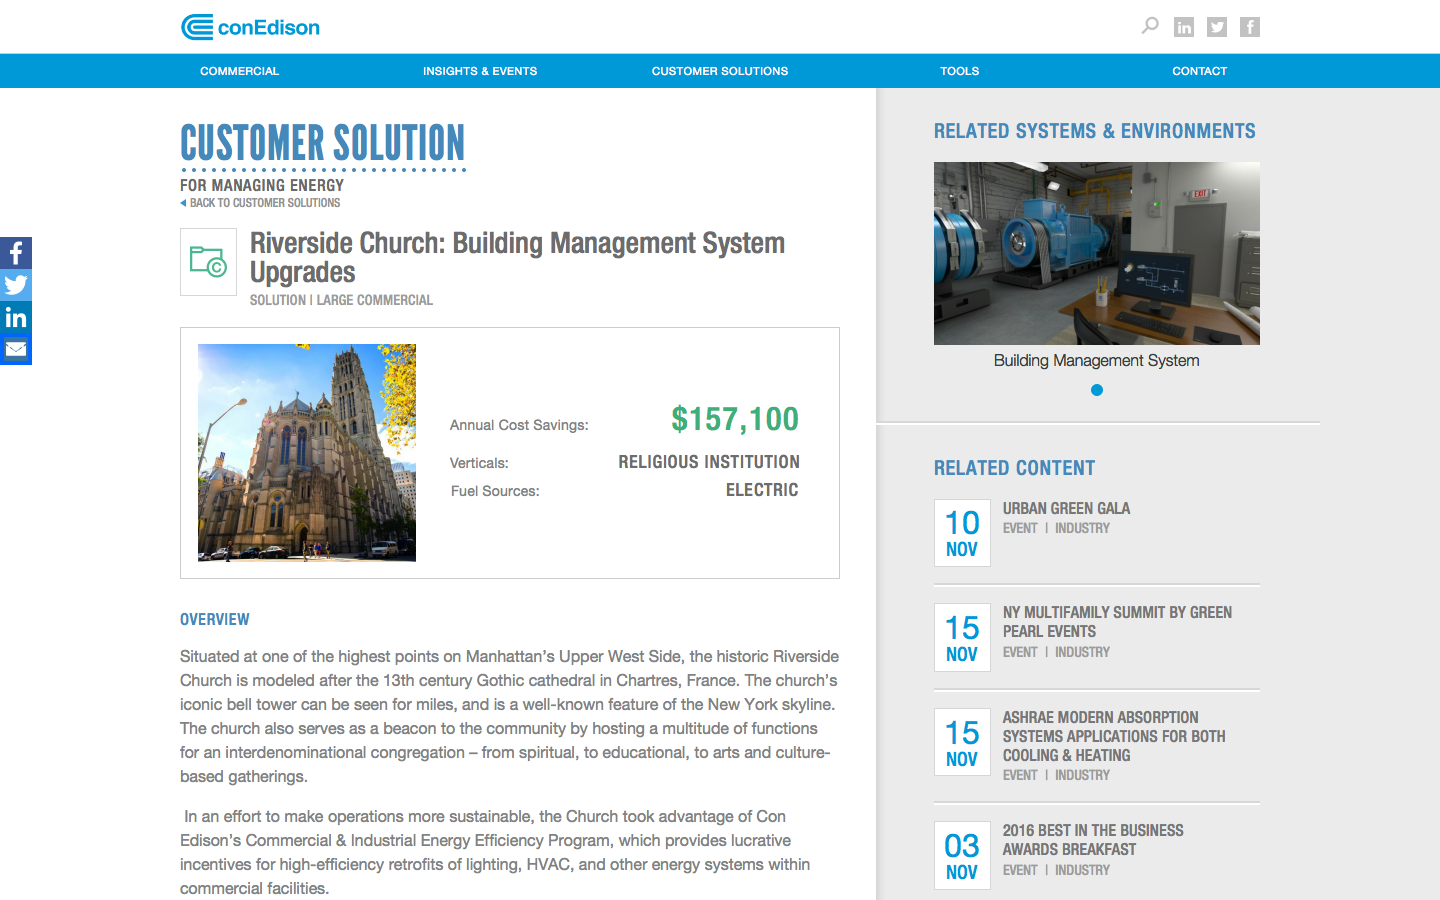 conEdison
COMMERCIAL
INSIGHTS & EVENTS
CUSTOMER SOLUTIONS
TOOLS
CONTACT
CUSTOMER SOLUTION
FOR MANAGING ENERGY
BACK TO CUSTOMER SOLUTIONS
Riverside Church: Building Management System
Upgrades
SOLUTION | LARGE COMMERCIAL
Annual Cost Savings: $157,100
Verticals: RELIGIOUS INSTITUTION
Fuel Sources: ELECTRIC
OVERVIEW
Situated at one of the highest points on Manhattan’s Upper West Side, the historic Riverside
Church is modeled after the 13th century Gothic cathedral in Chartres, France. The church’s
iconic bell tower can be seen for miles, and is a well-known feature of the New York skyline.
The church also serves as a beacon to the community by hosting a multitude of functions
for an interdenominational congregation – from spiritual, to educational, to arts and culture-
based gatherings.
In an effort to make operations more sustainable, the Church took advantage of Con
Edison’s Commercial & Industrial Energy Efficiency Program, which provides lucrative
incentives for high-efficiency retrofits of lighting, HVAC, and other energy systems within
commercial facilities.
RELATED SYSTEMS & ENVIRONMENTS
EXIT
Building Management System
RELATED CONTENT
10
NOV
URBAN GREEN GALA
EVENT | INDUSTRY
15
NOV
NY MULTIFAMILY SUMMIT BY GREEN
PEARL EVENTS
EVENT | INDUSTRY
15
NOV
ASHRAE MODERN ABSORPTION
SYSTEMS APPLICATIONS FOR BOTH
COOLING & HEATING
EVENT | INDUSTRY
03
NOV
2016 BEST IN THE BUSINESS
AWARDS BREAKFAST
EVENT | INDUSTRY